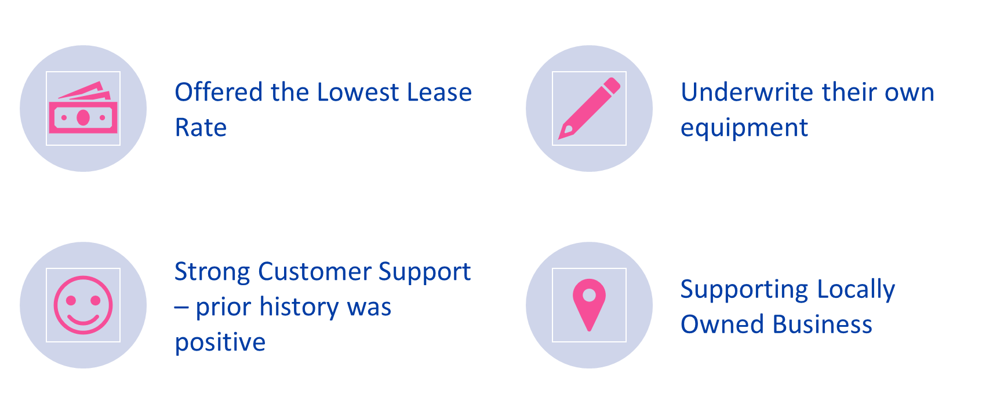 Offered the Lowest Lease
Rate
Underwrite their own
equipment
Strong Customer Support
– prior history was
positive
Supporting Locally
Owned Business